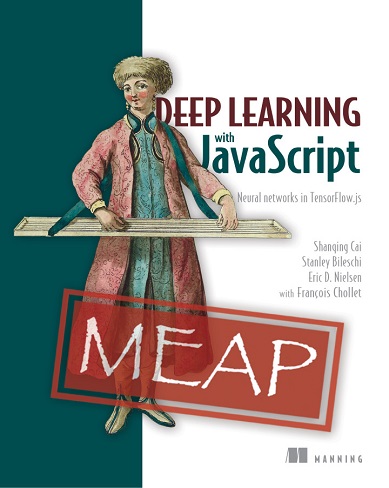 DEEP LEARNING
with
JavaScript
Neural networks in TensorFlow.js
Shanqing Cai
Stanley Bileschi
Eric D. Nielsen
with François Chollet
MEAP
MANNING